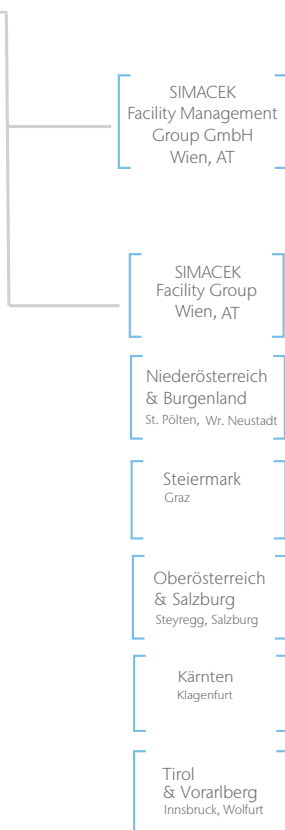 SIMACEK
Facility Management
Group GmbH
Wien, AT
SIMACEK
Facility Group
Wien, AT
Niederösterreich
& Burgenland
St. Pölten, Wr. Neustadt
Steiermark
Graz
Oberösterreich
& Salzburg
Steyregg, Salzburg
Kärnten
Klagenfurt
Tirol
& Vorarlberg
Innsbruck, Wolfurt